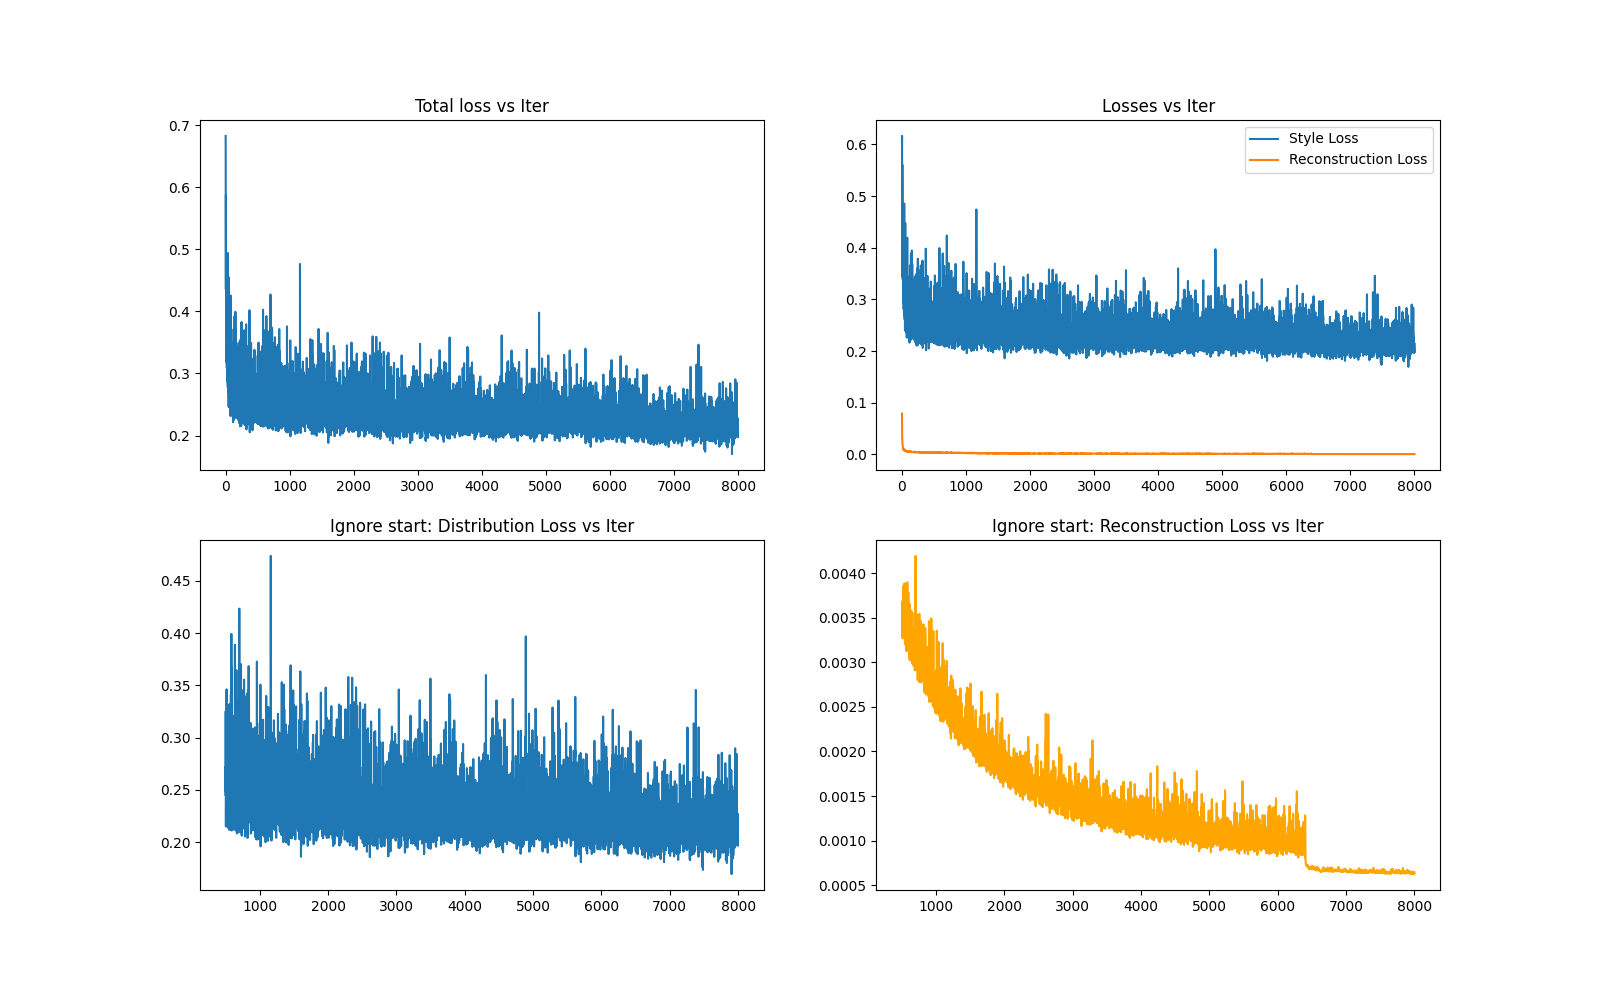 Total loss vs Iter
0.7
0.6
0.5
0.4
0.3
0.2
0 1000 2000 3000 4000 5000 6000 7000 8000
Losses vs Iter
Style Loss
Reconstruction Loss
0.6
0.5
0.4
0.3
0.2
0.1
0.0
0 1000 2000 3000 4000 5000 6000 7000 8000
Ignore start: Distribution Loss vs Iter
0.45
0.40
0.35
0.30
0.25
0.20
1000 2000 3000 4000 5000 6000 7000 8000
Ignore start: Reconstruction Loss vs Iter
0.0040
0.0035
0.0030
0.0025
0.0020
0.0015
0.0010
0.0005
1000 2000 3000 4000 5000 6000 7000 8000